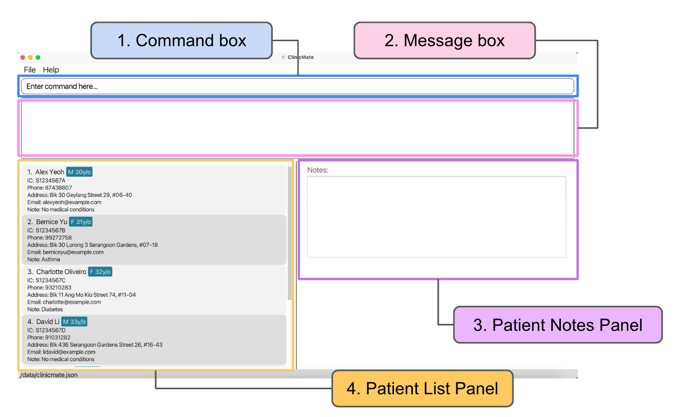 1. Command box
2. Message box
ClinicMate
File Help
Enter command here...
1. Alex Yeoh M 30y/o
IC: S1234567A
Phone: 87438807
Address: Blk 30 Geylang Street 29, #06-40
Email: alexyeoh@example.com
Note: No medical conditions
2. Bernice Yu F 31y/o
IC: S1234567B
Phone: 99272758
Address: Blk 30 Lorong 3 Serangoon Gardens, #07-18
Email: berniceyu@example.com
Note: Asthma
3. Charlotte Oliveiro F 32y/o
IC: S1234567C
Phone: 93210283
Address: Blk 11 Ang Mo Kio Street 74, #11-04
Email: charlotte@example.com
Note: Diabetes
4. David Li M 33y/o
IC: S1234567D
Phone: 91031282
Address: Blk 436 Serangoon Gardens Street 26, #16-43
Email: lidavid@example.com
Note: No medical conditions
Notes:
3. Patient Notes Panel
4. Patient List Panel
./data/clinicmate.json